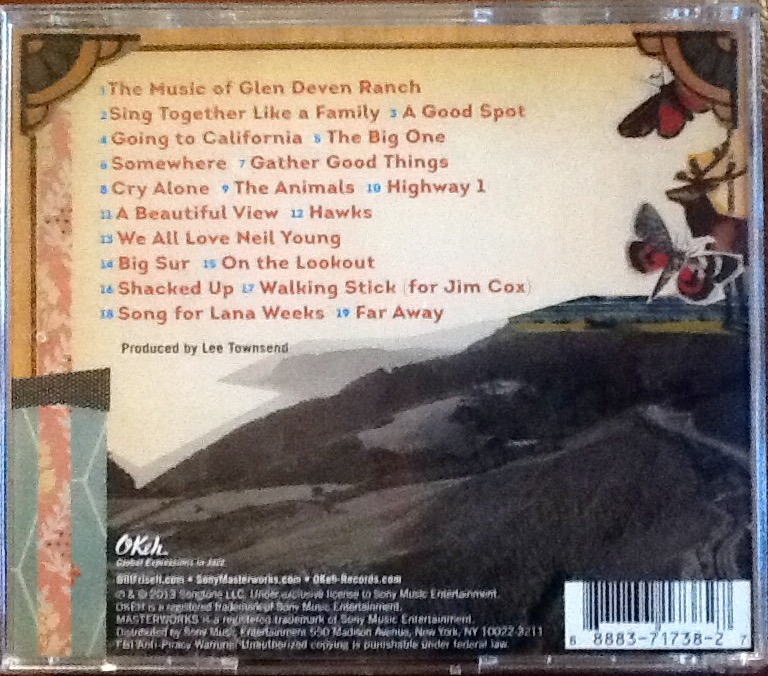 1 The Music of Glen Deven Ranch
2 Sing Together Like a Family 3 A Good Spot
4 Going to California 5 The Big One
6 Somewhere 7 Gather Good Things
8 Cry Alone 9 The Animals 10 Highway 1
11 A Beautiful View 12 Hawks
13 We All Love Neil Young
14 Big Sur 15 On the Lookout
16 Shacked Up 17 Walking Stick (for Jim Cox)
18 Song for Lana Weeks 19 Far Away
Produced by Lee Townsend
OKeh
Global Expressions in Jazz
BillFrisell.com • SonyMasterworks.com • OKeh-Records.com
℗ & © 2013 Songtone LLC. Under exclusive license to Sony Music Entertainment.
OKEH is a registered trademark of Sony Music Entertainment.
MASTERWORKS is a registered trademark of Sony Music Entertainment.
Distributed by Sony Music Entertainment 550 Madison Avenue, New York, NY 10022-3211
FBI Anti-Piracy Warning: Unauthorized copying is punishable under federal law.
8 8883-71738-2 7